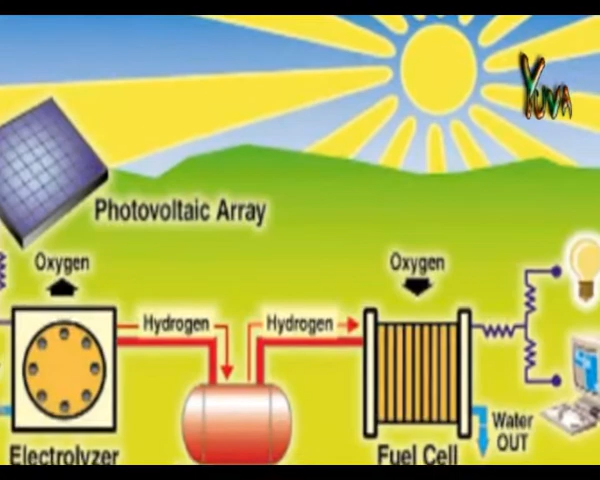 YUVA
Photovoltaic Array
Oxygen
Oxygen
Hydrogen
Hydrogen
Water
OUT
Electrolyzer
Fuel Cell